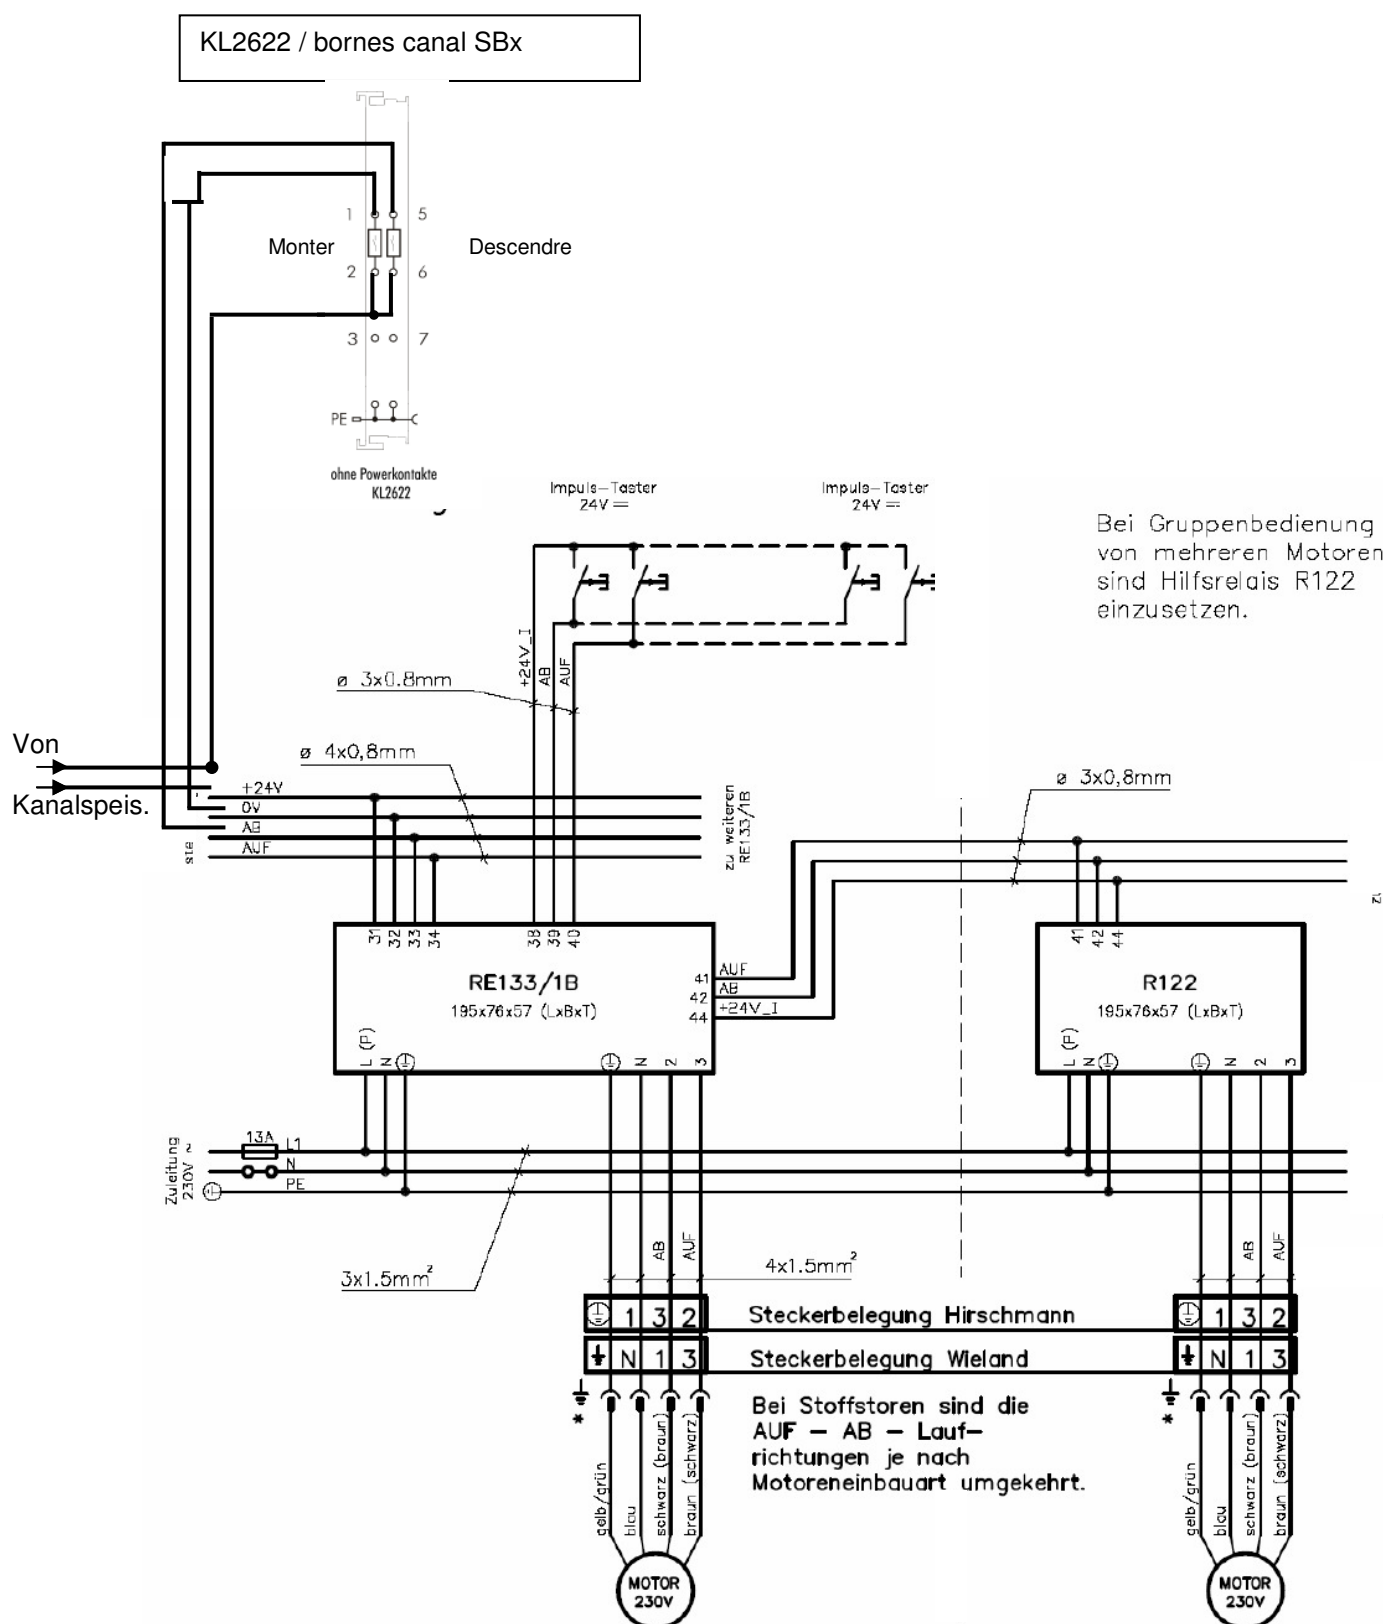 KL2622 / bornes canal SBx
1
5
Monter
Descendre
2
6
3
7
PE
ohne Powerkontakte
KL2622
Impuls-Taster
24V
Impuls-Taster
24V
Bei Gruppenbedienung
von mehreren Motoren
sind Hilfsrelais R122
einzusetzen.
+24V_I
AB
AUF
ø 3x0.8mm
Von
Kanalspeis.
ø 4x0,8mm
ø 3x0,8mm
+24V
0V
AB
AUF
ste
zu weiteren
RE133/1B
zu
31
32
33
34
38
39
40
41
42
44
RE133/1B
195x76x57 (LxBxT)
41 AUF
42 AB
44 +24V_I
R122
195x76x57 (LxBxT)
L (P)
N
N
2
3
L (P)
N
N
2
3
Zuleitung
230V ~
13A
L1
N
PE
AB
AUF
AB
AUF
3x1.5mm²
4x1.5mm²
1 3 2
Steckerbelegung Hirschmann
1 3 2
N 1 3
Steckerbelegung Wieland
N 1 3
*
*
Bei Stoffstoren sind die
AUF – AB – Lauf-
richtungen je nach
Motoreneinbauart umgekehrt.
gelb/grün
blau
schwarz (braun)
braun (schwarz)
gelb/grün
blau
schwarz (braun)
braun (schwarz)
MOTOR
230V
MOTOR
230V